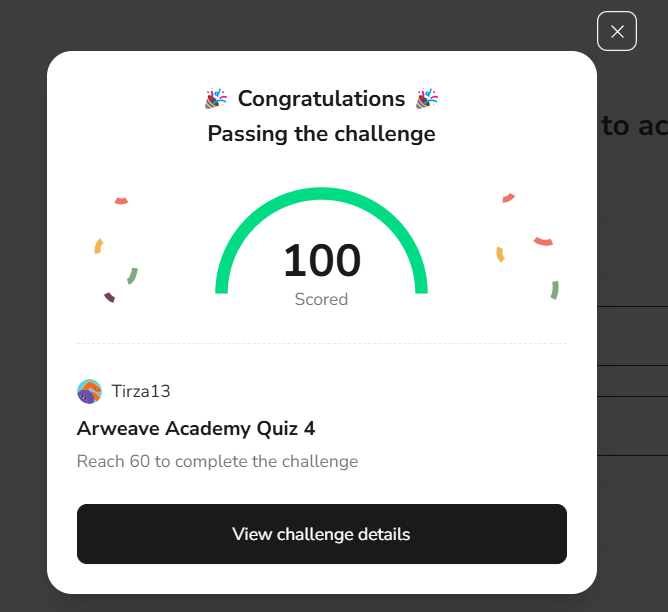 🎉 Congratulations 🎉
Passing the challenge
to ac
100
Scored
Tirza13
Arweave Academy Quiz 4
Reach 60 to complete the challenge
View challenge details